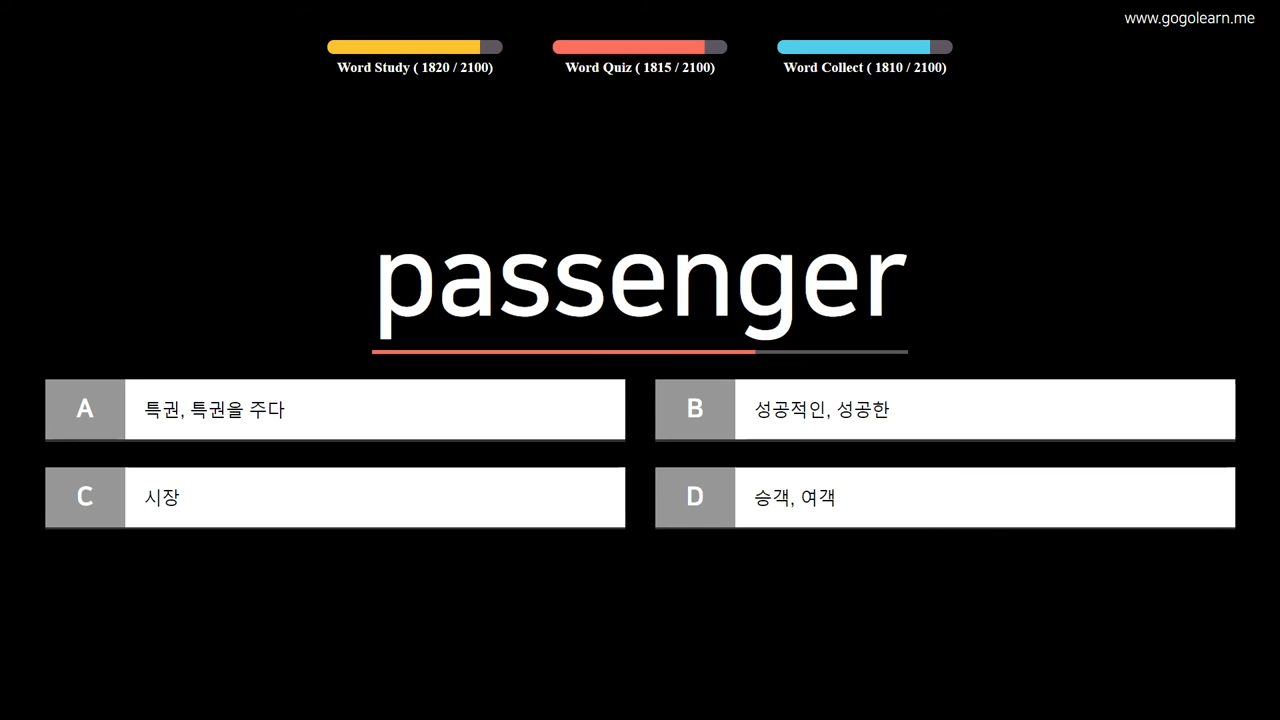 www.gogolearn.me
Word Study ( 1820 / 2100)
Word Quiz ( 1815 / 2100)
Word Collect ( 1810 / 2100)
passenger
A 특권, 특권을 주다
B 성공적인, 성공한
C 시장
D 승객, 여객